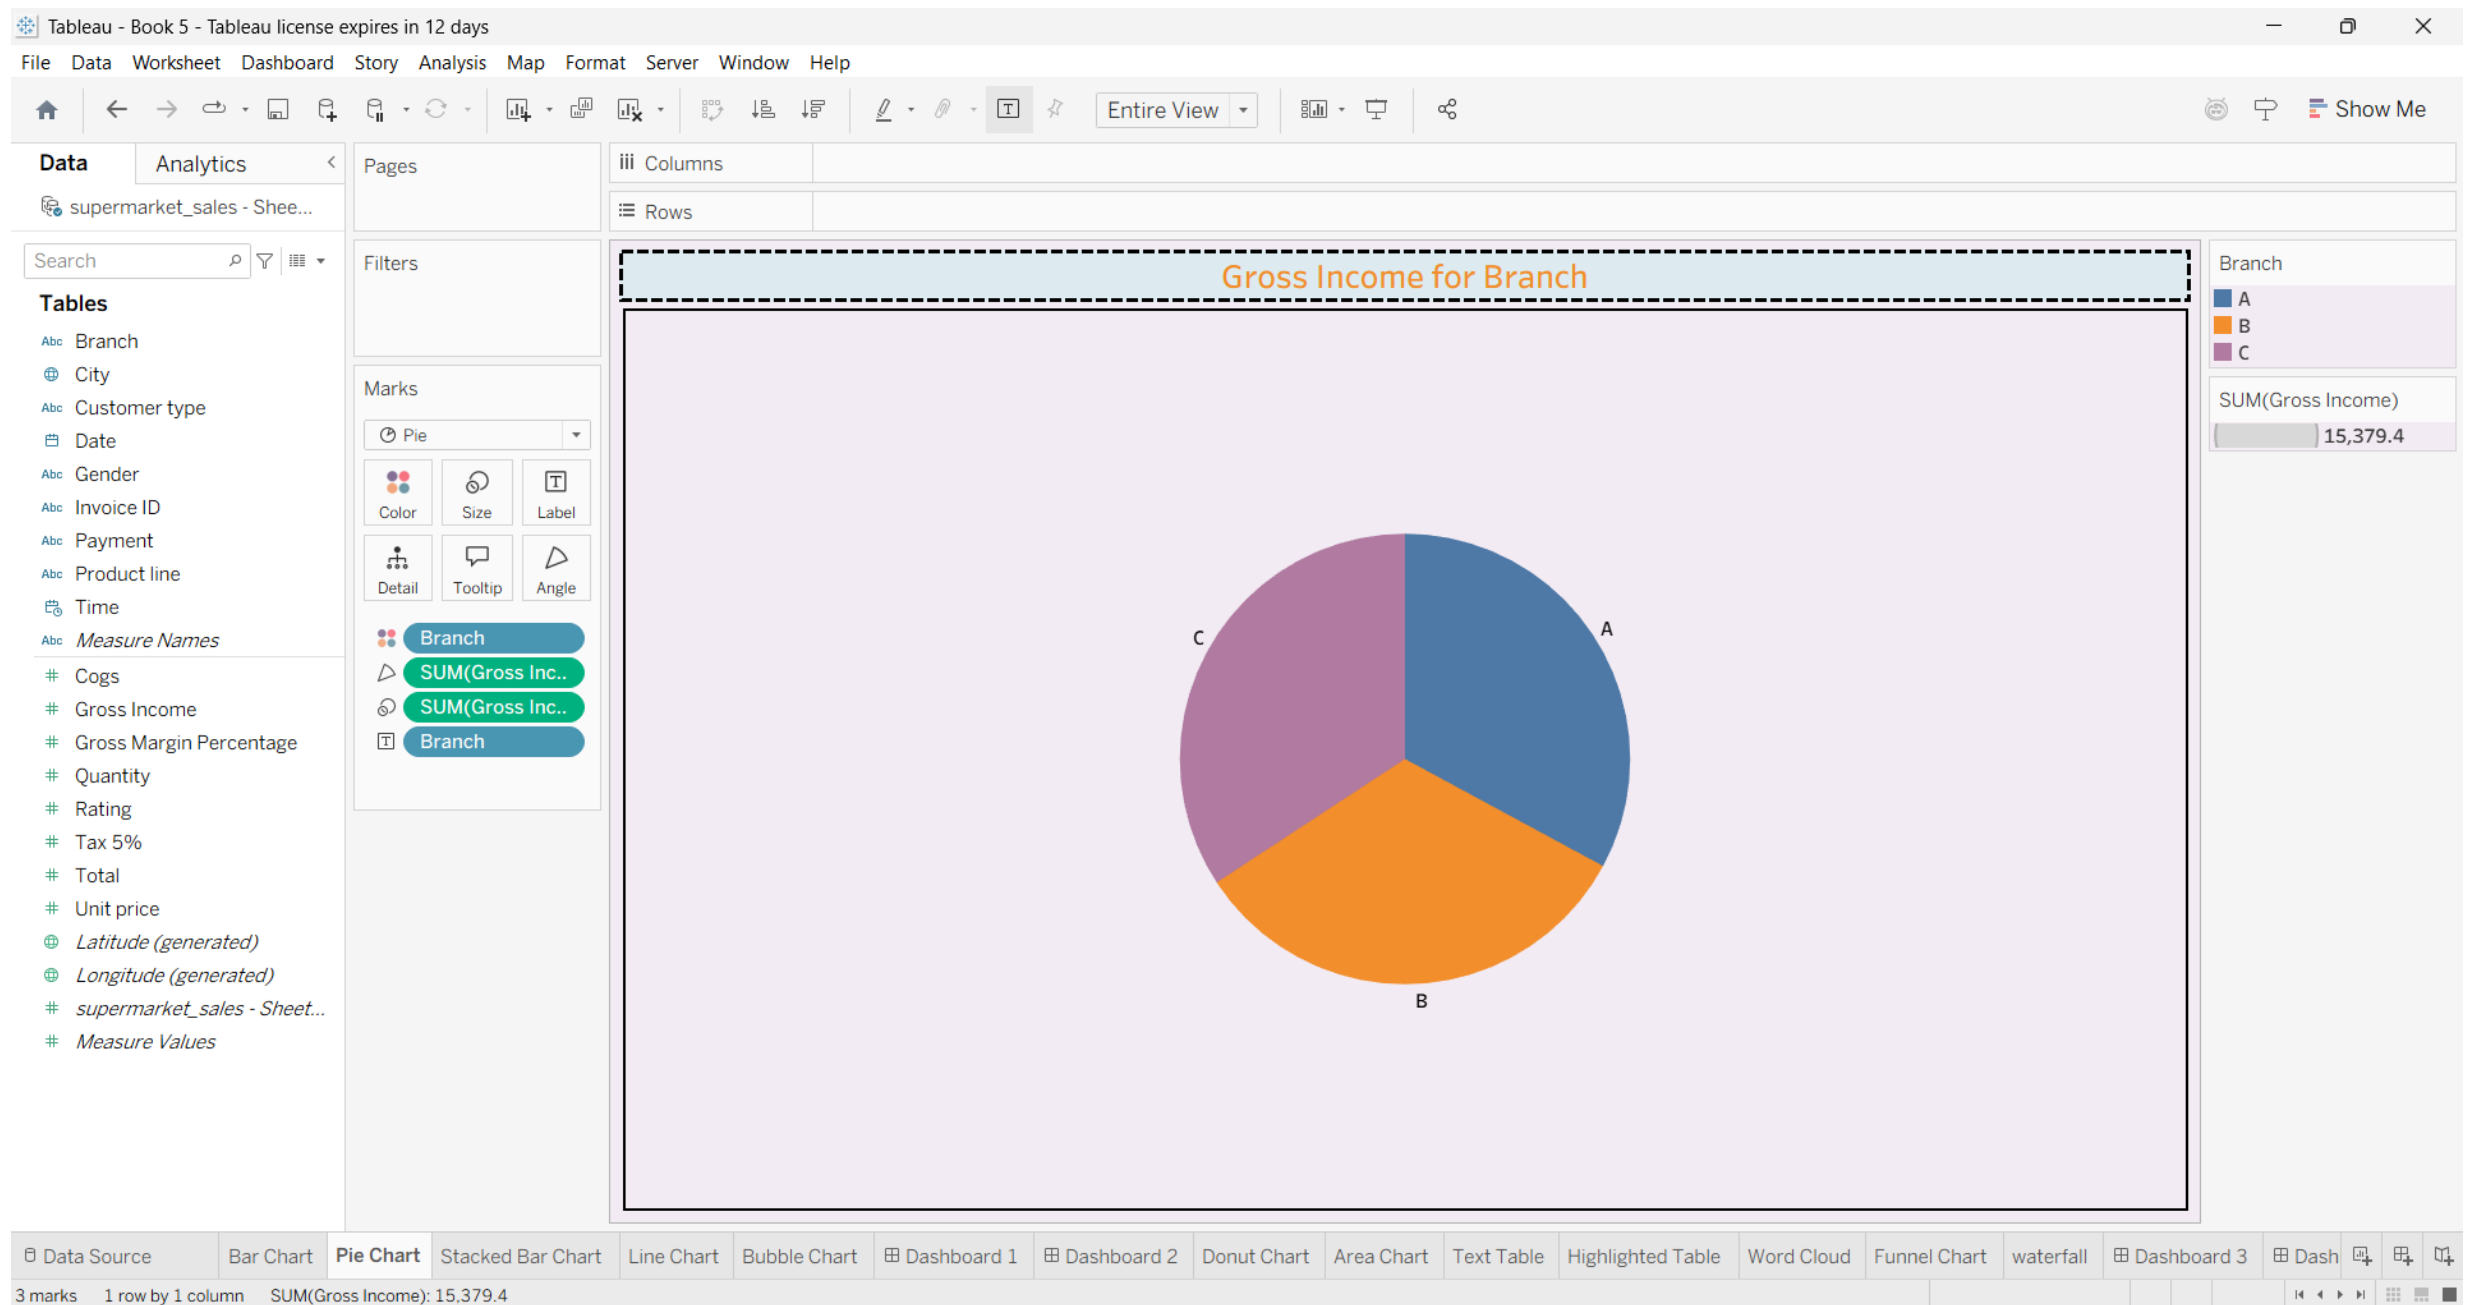 Tableau - Book 5 - Tableau license expires in 12 days
File Data Worksheet Dashboard Story Analysis Map Format Server Window Help
Entire View
Show Me
Data Analytics
supermarket_sales - Shee...
Search
Tables
Abc Branch
City
Abc Customer type
Date
Abc Gender
Abc Invoice ID
Abc Payment
Abc Product line
Time
Abc Measure Names
# Cogs
# Gross Income
# Gross Margin Percentage
# Quantity
# Rating
# Tax 5%
# Total
# Unit price
Latitude (generated)
Longitude (generated)
# supermarket_sales - Sheet...
# Measure Values
Pages
Filters
Marks
Pie
Color Size Label
Detail Tooltip Angle
Branch
SUM(Gross Inc..
SUM(Gross Inc..
Branch
Columns
Rows
Gross Income for Branch
A
C
B
Branch
A
B
C
SUM(Gross Income)
15,379.4
Data Source Bar Chart Pie Chart Stacked Bar Chart Line Chart Bubble Chart Dashboard 1 Dashboard 2 Donut Chart Area Chart Text Table Highlighted Table Word Cloud Funnel Chart waterfall Dashboard 3 Dash
3 marks 1 row by 1 column SUM(Gross Income): 15,379.4